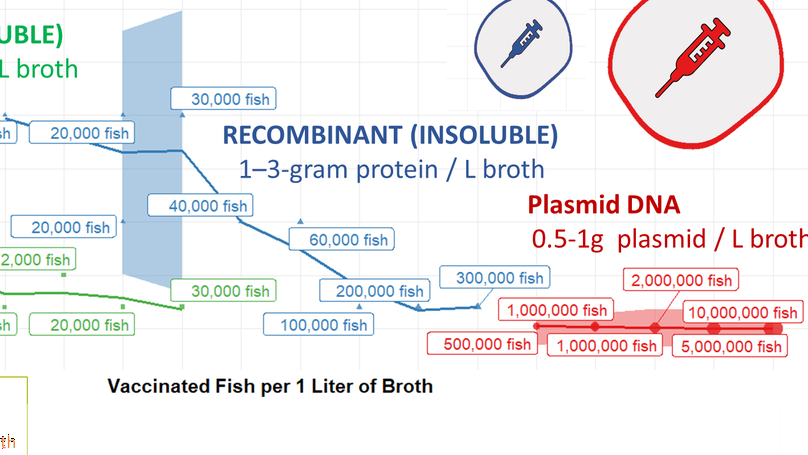 UBLE)
L broth
30,000 fish
20,000 fish
RECOMBINANT (INSOLUBLE)
1–3-gram protein / L broth
40,000 fish
Plasmid DNA
20,000 fish
60,000 fish
0.5-1g plasmid / L broth
2,000 fish
300,000 fish
2,000,000 fish
30,000 fish
200,000 fish
1,000,000 fish
10,000,000 fish
sh
20,000 fish
100,000 fish
500,000 fish
1,000,000 fish
5,000,000 fish
Vaccinated Fish per 1 Liter of Broth